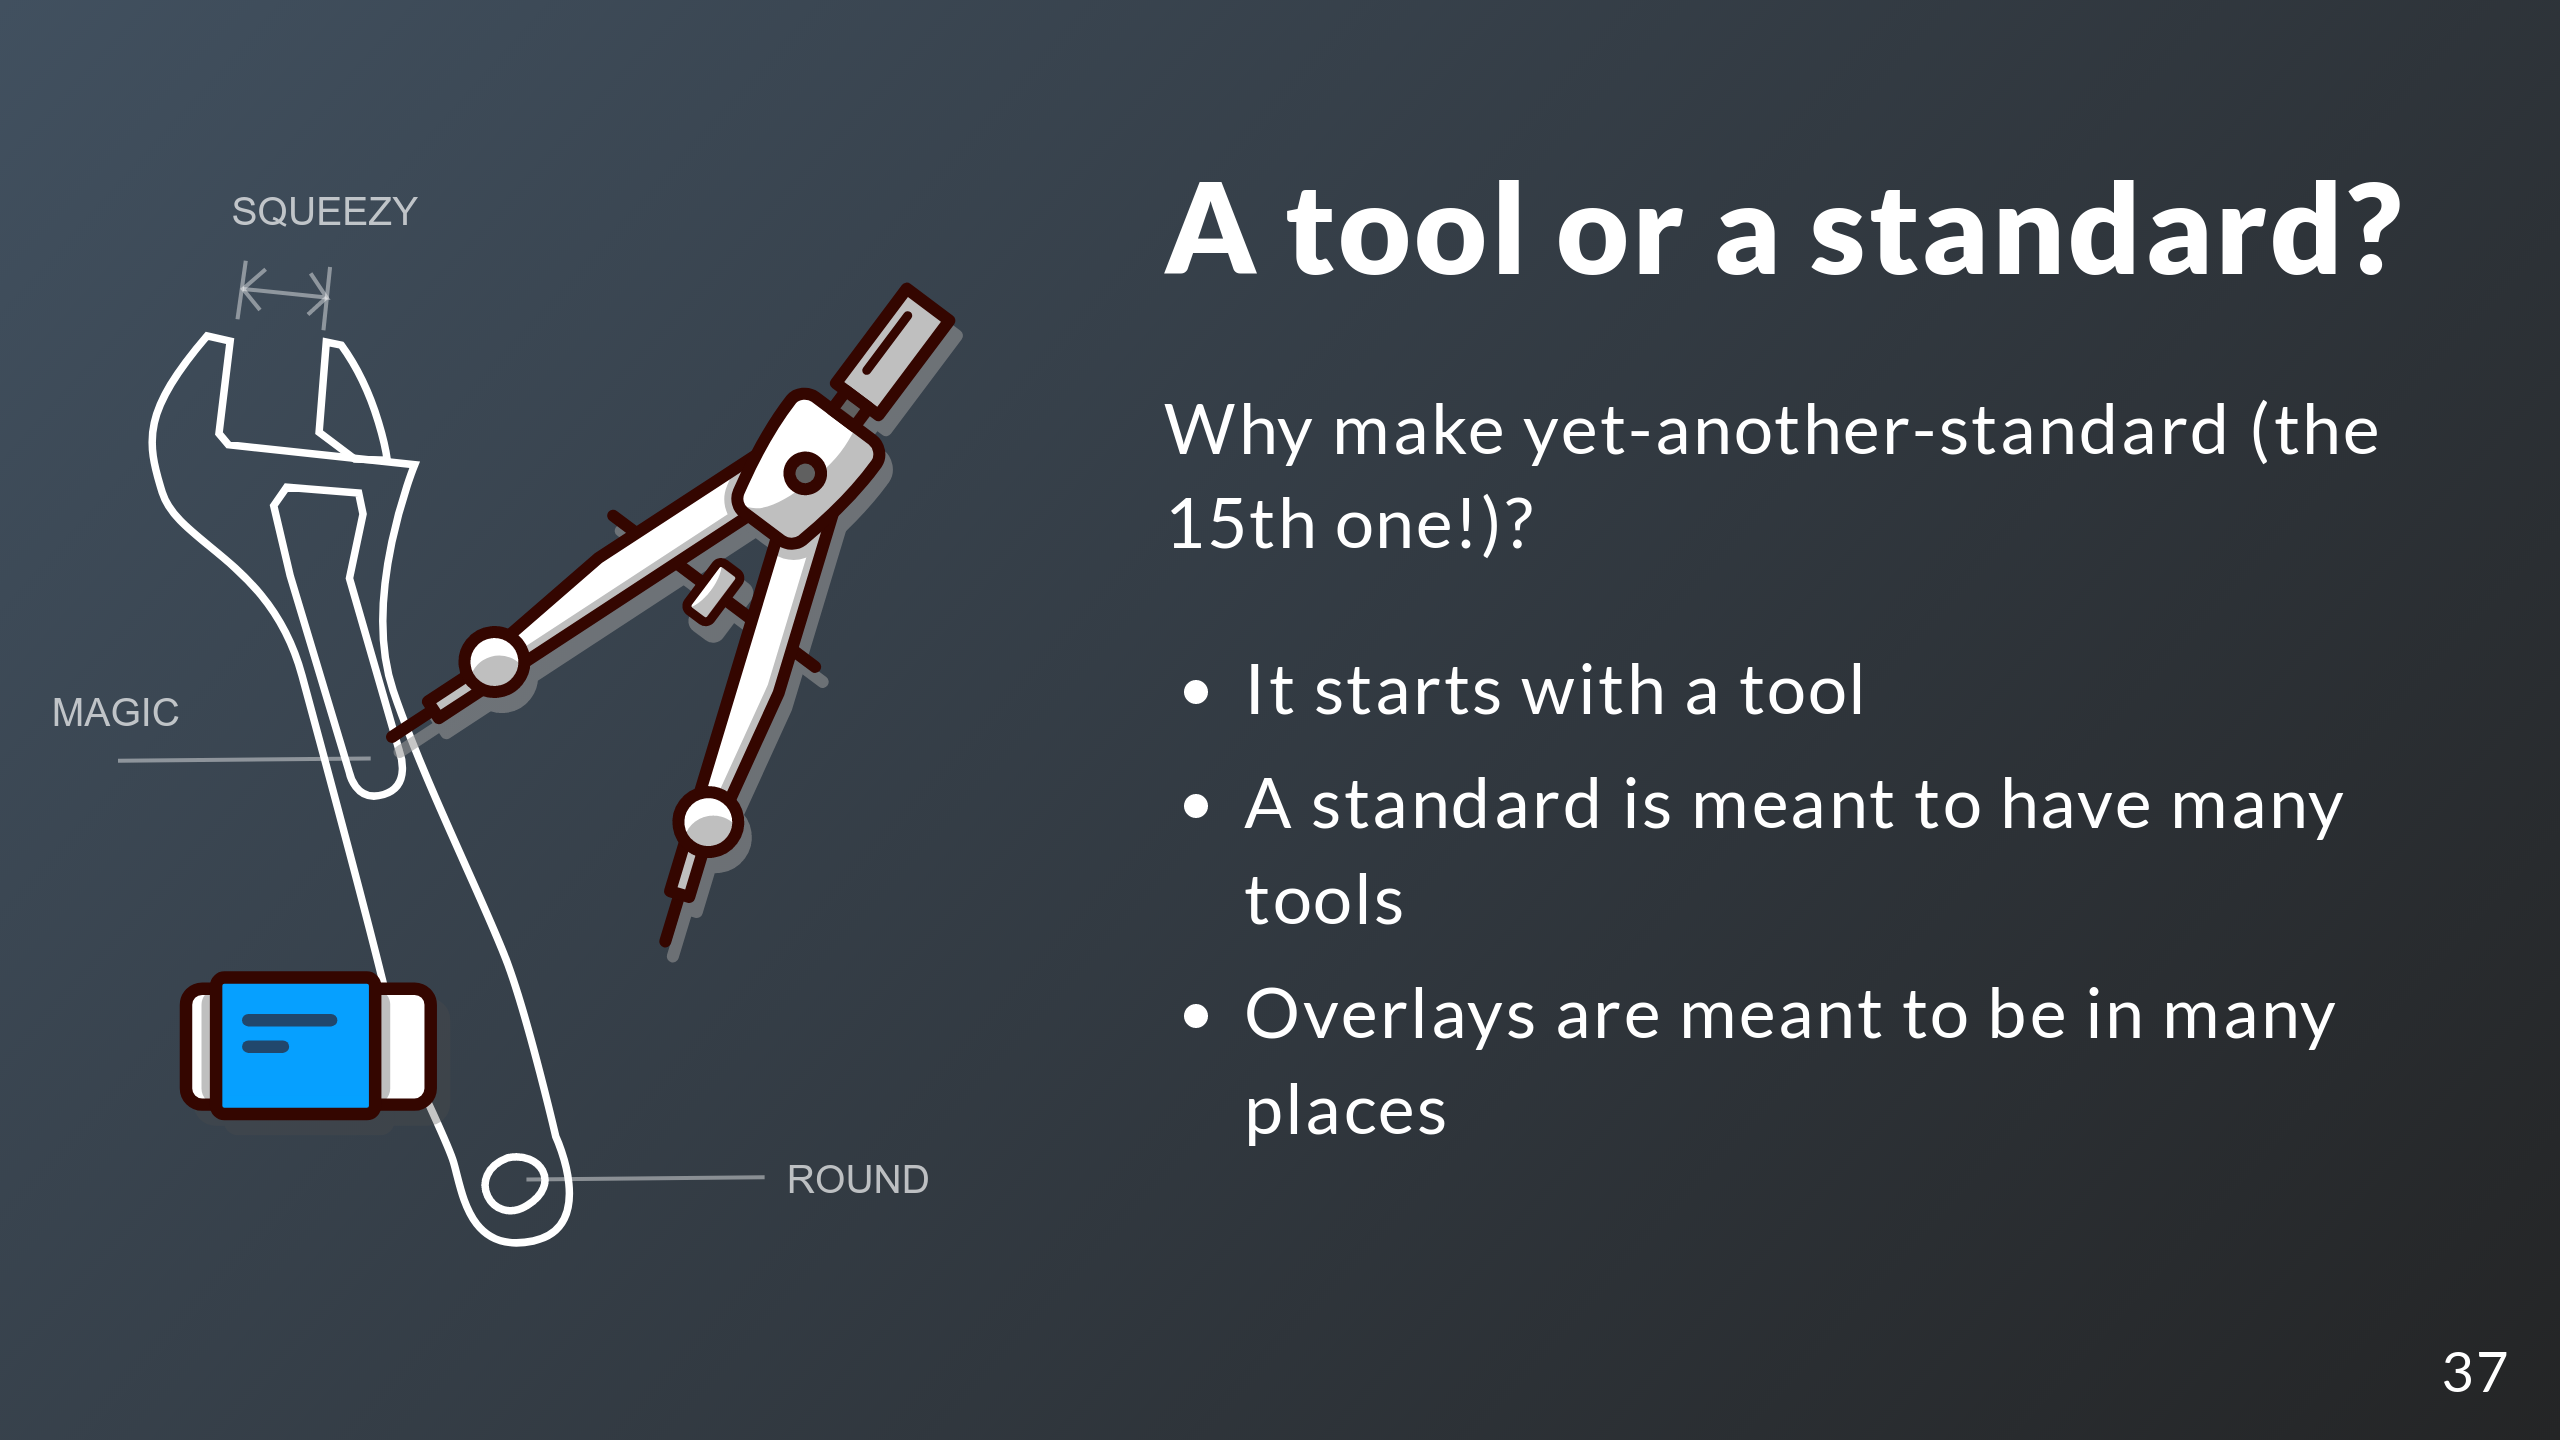 SQUEEZY
MAGIC
ROUND
A tool or a standard?
Why make yet-another-standard (the
15th one!)?
• It starts with a tool
• A standard is meant to have many
tools
• Overlays are meant to be in many
places
37